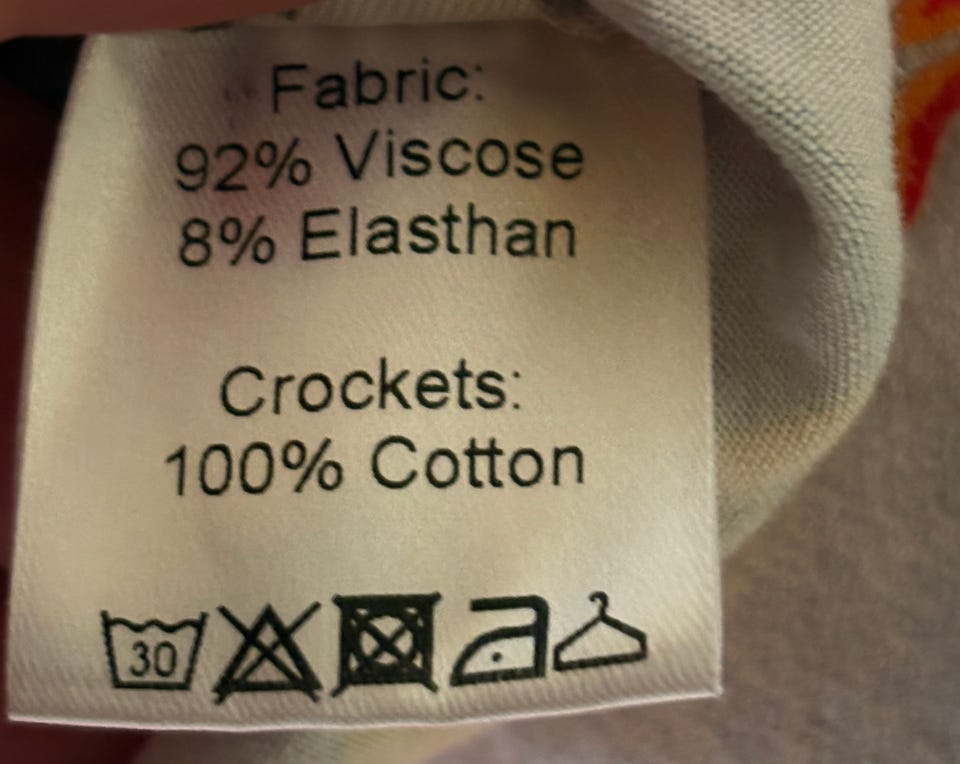 Fabric:
92% Viscose
8% Elasthan
Crockets:
100% Cotton
30